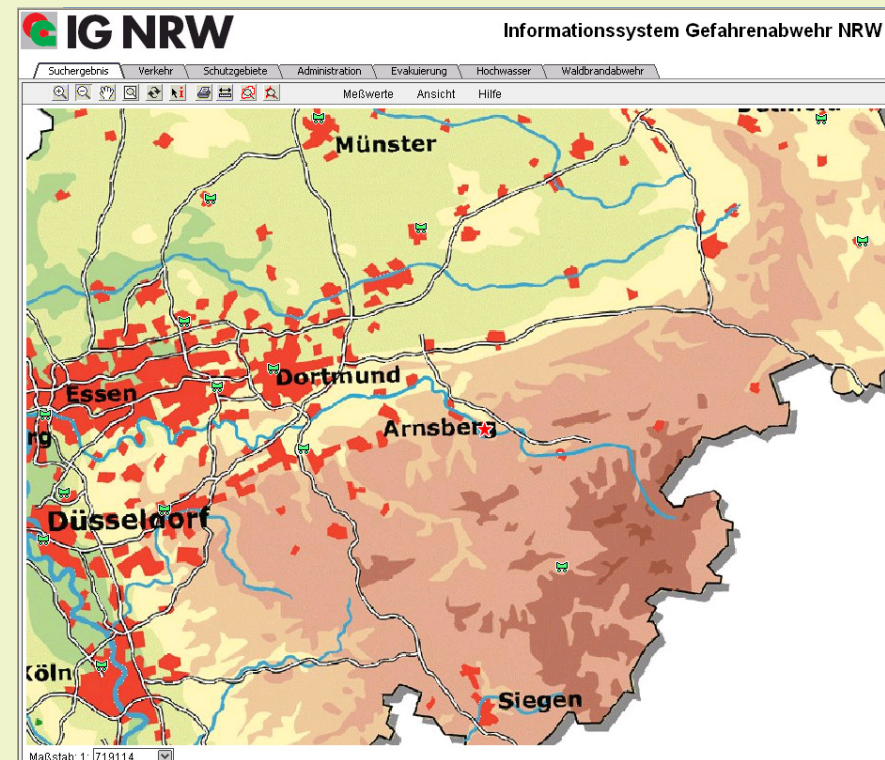 IG NRW
Informationssystem Gefahrenabwehr NRW
Suchergebnis Verkehr Schutzgebiete Administration Evakuierung Hochwasser Waldbrandabwehr
Meßwerte Ansicht Hilfe
Münster
Essen
Dortmund
rg
Arnsberg
Düsseldorf
Köln
Siegen
Maßstab: 1: 719114